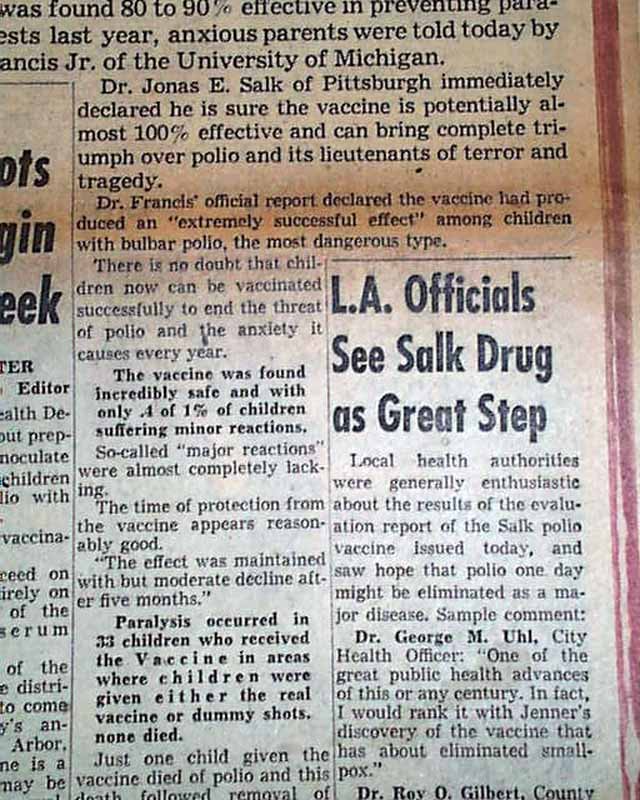 was found 80 to 90% effective in preventing para-
ests last year, anxious parents were told today by
ancis Jr. of the University of Michigan.
Dr. Jonas E. Salk of Pittsburgh immediately
declared he is sure the vaccine is potentially al-
most 100% effective and can bring complete tri-
umph over polio and its lieutenants of terror and
tragedy.
Dr. Francis' official report declared the vaccine had pro-
duced an "extremely successful effect" among children
with bulbar polio, the most dangerous type.
There is no doubt that chil-
dren now can be vaccinated
successfully to end the threat
of polio and the anxiety it
causes every year.
The vaccine was found
incredibly safe and with
only .4 of 1% of children
suffering minor reactions.
So-called "major reactions"
were almost completely lack-
ing.
The time of protection from
the vaccine appears reason-
ably good.
"The effect was maintained
with but moderate decline aft-
er five months."
Paralysis occurred in
33 children who received
the Vaccine in areas
where children were
given either the real
vaccine or dummy shots.
none died.
Just one child given the
vaccine died of polio and this
death followed removal of
L.A. Officials
See Salk Drug
as Great Step
Local health authorities
were generally enthusiastic
about the results of the evalu-
ation report of the Salk polio
vaccine issued today, and
saw hope that polio one day
might be eliminated as a ma-
jor disease. Sample comment:
Dr. George M. Uhl, City
Health Officer: "One of the
great public health advances
of this or any century. In fact,
I would rank it with Jenner's
discovery of the vaccine that
has about eliminated small-
pox."
Dr. Roy O. Gilbert, County
ots
gin
eek
TER
Editor
ealth De-
out prep-
noculate
children
lio with
vaccina-
reed on
irely on
of the
serum
of the
e distri-
to come
y's an-
Arbor,
ne is a
may be